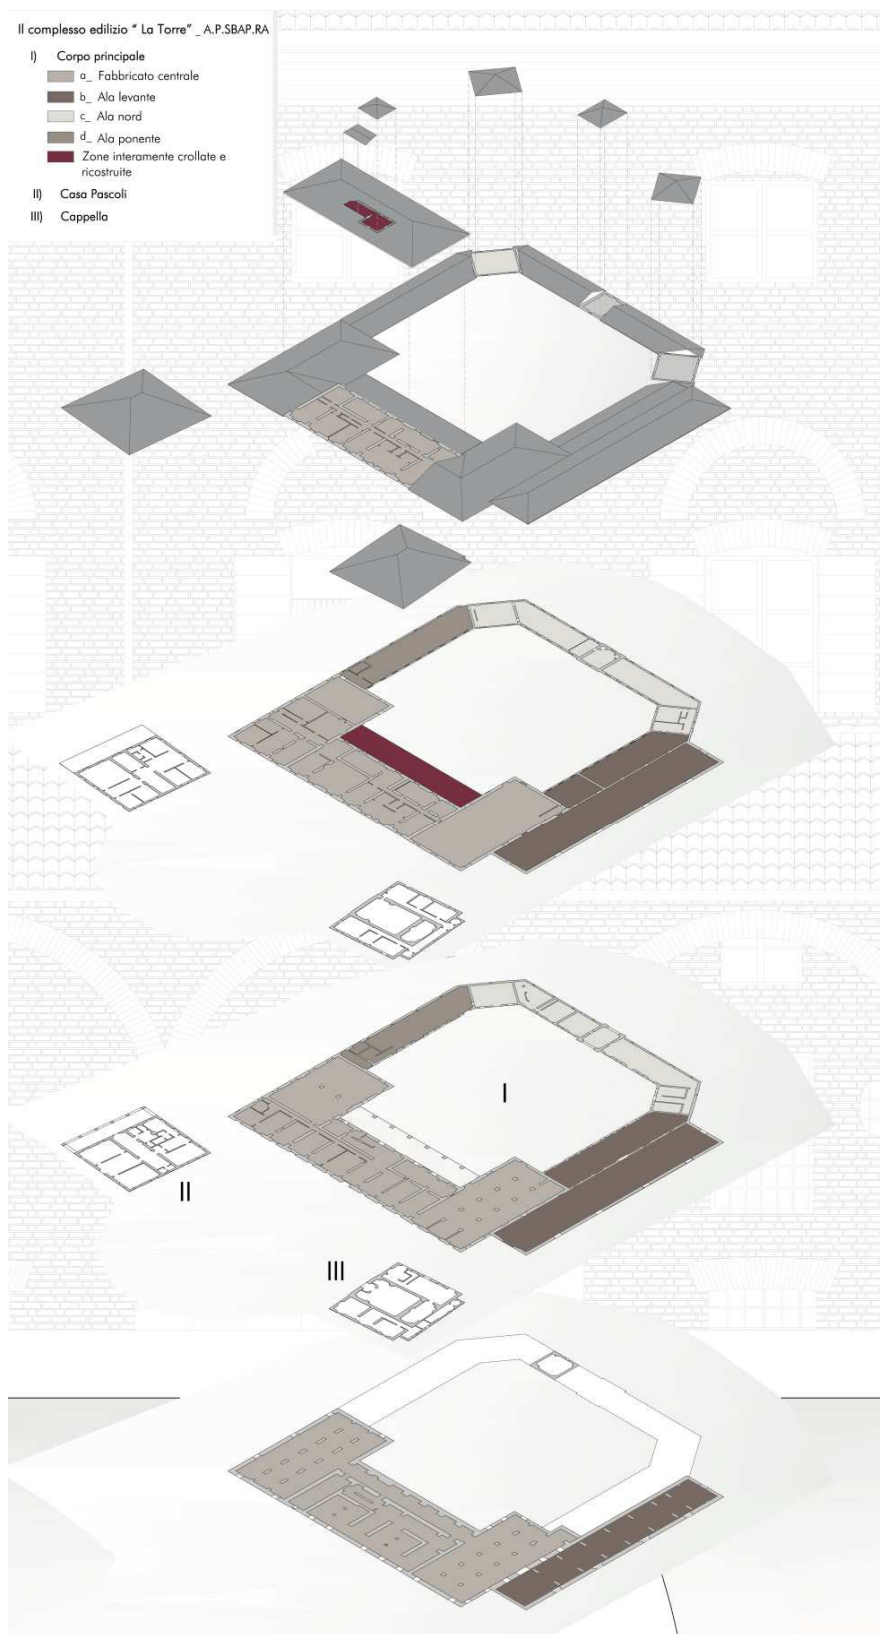 Il complesso edilizio “ La Torre” _ A.P.SBAP.RA
I) Corpo principale
a_ Fabbricato centrale
b_ Ala levante
c_ Ala nord
d_ Ala ponente
Zone interamente crollate e
ricostruite
II) Casa Pascoli
III) Cappella
I
II
III